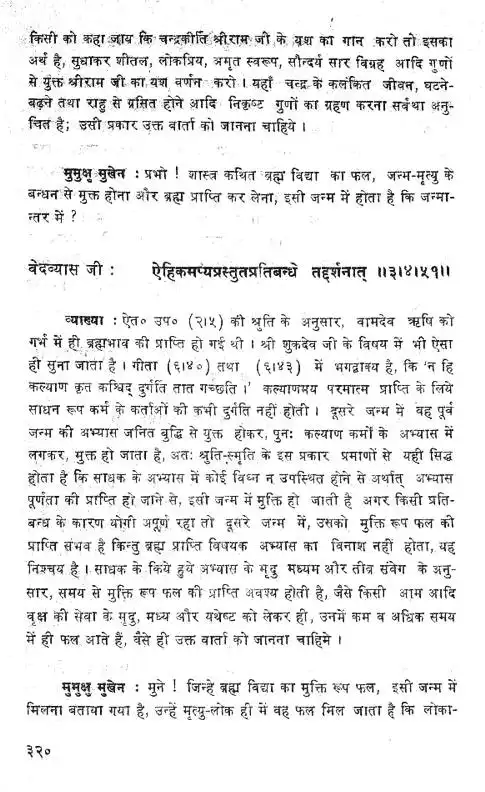 किसी को कहा जाय कि चन्द्रकीर्ति श्रीराम जी के यश का गान करो तो इसका
अर्थ है, सुधाकर शीतल, लोकप्रिय, अमृत स्वरूप, सौन्दर्य सार विग्रह आदि गुणों
से युक्त श्रीराम जी का यश वर्णन करो । यहाँ चन्द्र के कलंकित जीवन, घटने-
बढ़ने तथा राहु से ग्रसित होने आदि निकृष्ट गुणों का ग्रहण करना सर्वथा अनु-
चित है; उसी प्रकार उक्त वार्ता को जानना चाहिये ।
मुमुक्षु मुखेन : प्रभो ! शास्त्र कथित ब्रह्म विद्या का फल, जन्म-मृत्यु के
बन्धन से मुक्त होना और ब्रह्म प्राप्ति कर लेना, इसी जन्म में होता है कि जन्मा-
न्तर में ?
वेदव्यास जी : ऐहिकमप्यप्रस्तुतप्रतिबन्धे तद्दर्शनात् ॥३।४।५१॥
व्याख्या : ऐत० उप० (२।५) की श्रुति के अनुसार, वामदेव ऋषि को
गर्भ में ही ब्रह्मभाव की प्राप्ति हो गई थी । श्री शुकदेव जी के विषय में भी ऐसा
ही सुना जाता है । गीता (६।४०) तथा (६।४३) में भगद्वाक्य है, कि 'न हि
कल्याण कृत कश्चिद् दुर्गति तात गच्छति ।' कल्याणमय परमात्म प्राप्ति के लिये
साधन रूप कर्म के कर्ताओं की कभी दुर्गति नहीं होती । दूसरे जन्म में वह पूर्व
जन्म की अभ्यास जनित बुद्धि से युक्त होकर, पुनः कल्याण कर्मो के अभ्यास में
लगकर, मुक्त हो जाता है, अतः श्रुति-स्मृति के इस प्रकार प्रमाणों से यही सिद्ध
होता है कि साधक के अभ्यास में कोई विघ्न न उपस्थित होने से अर्थात् अभ्यास
पूर्णता की प्राप्ति हो जाने से, इसी जन्म में मुक्ति हो जाती है अगर किसी प्रति-
बन्ध के कारण योगी अपूर्ण रहा तो दूसरे जन्म में, उसको मुक्ति रूप फल की
प्राप्ति संभव है किन्तु ब्रह्म प्राप्ति विषयक अभ्यास का विनाश नहीं होता, यह
निश्चय है । साधक के किये हुये अभ्यास के मृदु मध्यम और तीव्र संवेग के अनु-
सार, समय से मुक्ति रूप फल की प्राप्ति अवश्य होती है, जैसे किसी आम आदि
वृक्ष की सेवा के मृदु, मध्य और यथेष्ट को लेकर ही, उनमें कम व अधिक समय
में ही फल आते हैं, वैसे ही उक्त वार्ता को जानना चाहिमे ।
मुमुक्षु मुखेन : मुने ! जिन्हे ब्रह्म विद्या का मुक्ति रूप फल, इसी जन्म में
मिलना बताया गया है, उन्हें मृत्यु-लोक ही में वह फल मिल जाता है कि लोका-
३२०